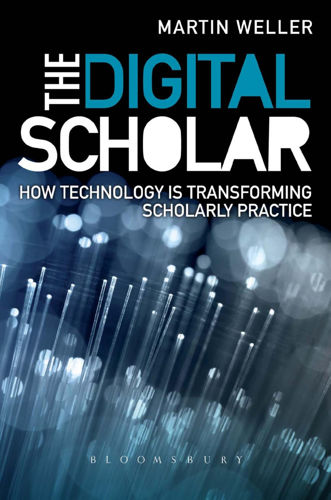 MARTIN WELLER
THE DIGITAL
SCHOLAR
HOW TECHNOLOGY IS TRANSFORMING
SCHOLARLY PRACTICE
BLOOMSBURY